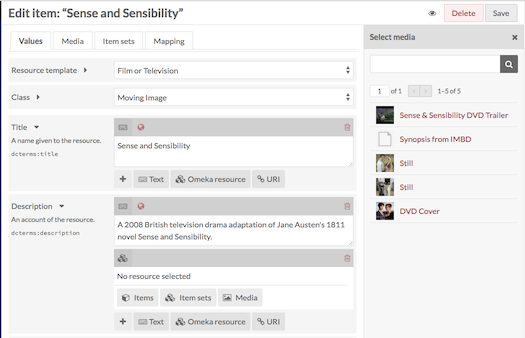 Edit item: “Sense and Sensibility”
Delete
Save
Values
Media
Item sets
Mapping
Resource template
Film or Television
Class
Moving Image
Title
A name given to the resource.
dcterms:title
Sense and Sensibility
+ Text Omeka resource URI
Description
An account of the resource.
dcterms:description
A 2008 British television drama adaptation of Jane Austen's 1811
novel Sense and Sensibility.
No resource selected
Items Item sets Media
+ Text Omeka resource URI
Select media
1 of 1 ‹ › 1–5 of 5
Sense & Sensibility DVD Trailer
Synopsis from IMBD
Still
Still
DVD Cover